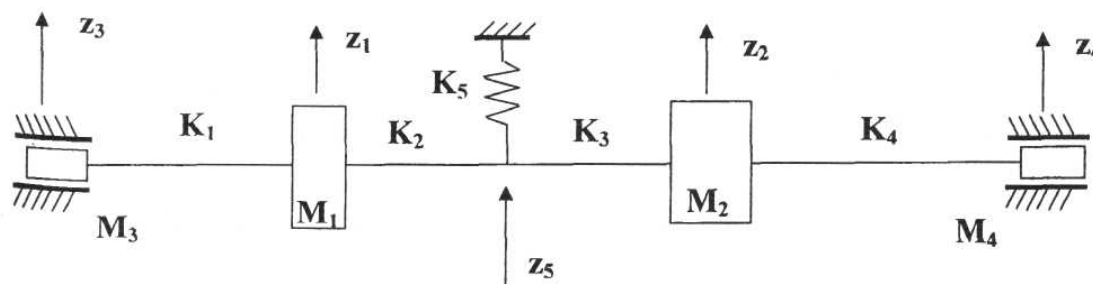 z₃
z₁
z₂
K₅
K₁
K₂
K₃
K₄
M₃
M₁
M₂
M₄
z₅